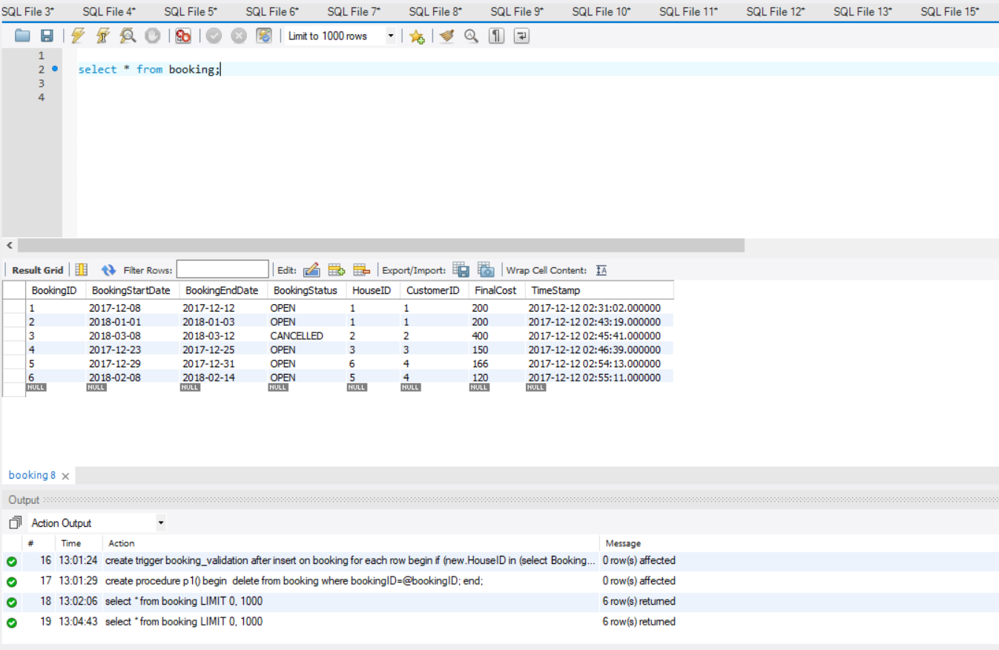 SQL File 3* SQL File 4* SQL File 5* SQL File 6* SQL File 7* SQL File 8* SQL File 9* SQL File 10* SQL File 11* SQL File 12* SQL File 13* SQL File 15*
Limit to 1000 rows
1
2 select * from booking;
3
4
Result Grid Filter Rows: Edit: Export/Import: Wrap Cell Content:
BookingID BookingStartDate BookingEndDate BookingStatus HouseID CustomerID FinalCost TimeStamp
1 2017-12-08 2017-12-12 OPEN 1 1 200 2017-12-12 02:31:02.000000
2 2018-01-01 2018-01-03 OPEN 1 1 200 2017-12-12 02:43:19.000000
3 2018-03-08 2018-03-12 CANCELLED 2 2 400 2017-12-12 02:45:41.000000
4 2017-12-23 2017-12-25 OPEN 3 3 150 2017-12-12 02:46:39.000000
5 2017-12-29 2017-12-31 OPEN 6 4 166 2017-12-12 02:54:13.000000
6 2018-02-08 2018-02-14 OPEN 5 4 120 2017-12-12 02:55:11.000000
NULL NULL NULL NULL NULL NULL NULL NULL
booking 8
Output
Action Output
# Time Action Message
16 13:01:24 create trigger booking_validation after insert on booking for each row begin if (new.HouseID in (select Booking... 0 row(s) affected
17 13:01:29 create procedure p1() begin delete from booking where bookingID=@bookingID; end; 0 row(s) affected
18 13:02:06 select * from booking LIMIT 0, 1000 6 row(s) returned
19 13:04:43 select * from booking LIMIT 0, 1000 6 row(s) returned